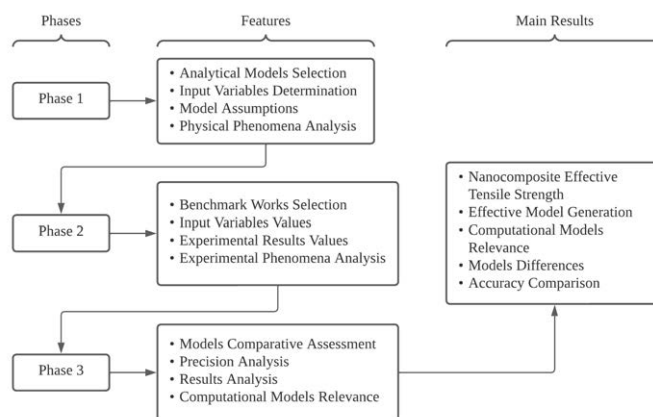 Phases
Features
Main Results
Phase 1
• Analytical Models Selection
• Input Variables Determination
• Model Assumptions
• Physical Phenomena Analysis
Phase 2
• Benchmark Works Selection
• Input Variables Values
• Experimental Results Values
• Experimental Phenomena Analysis
• Nanocomposite Effective
Tensile Strength
• Effective Model Generation
• Computational Models
Relevance
• Models Differences
• Accuracy Comparison
Phase 3
• Models Comparative Assessment
• Precision Analysis
• Results Analysis
• Computational Models Relevance